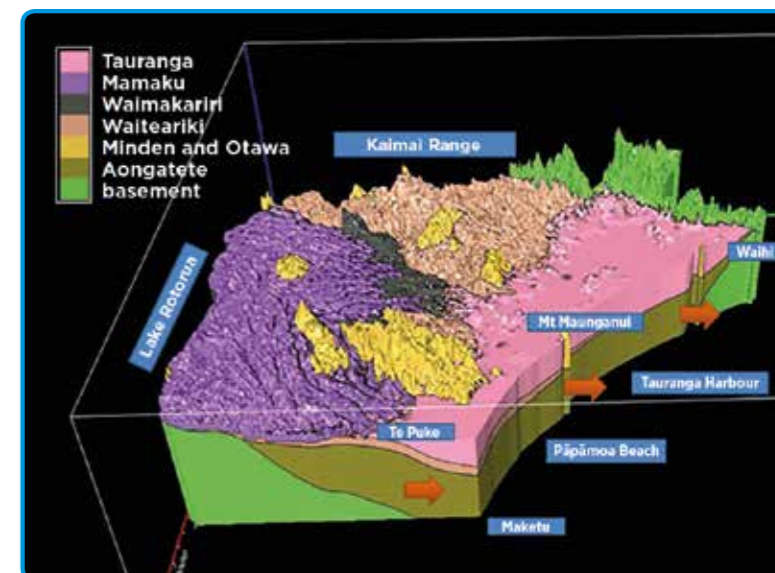 Tauranga
Mamaku
Waimakariri
Waiteariki
Minden and Otawa
Aongatete
basement
Kaimai Range
Lake Rotorua
Waihi
Mt Maunganui
Tauranga Harbour
Te Puke
Pāpāmoa Beach
Maketu